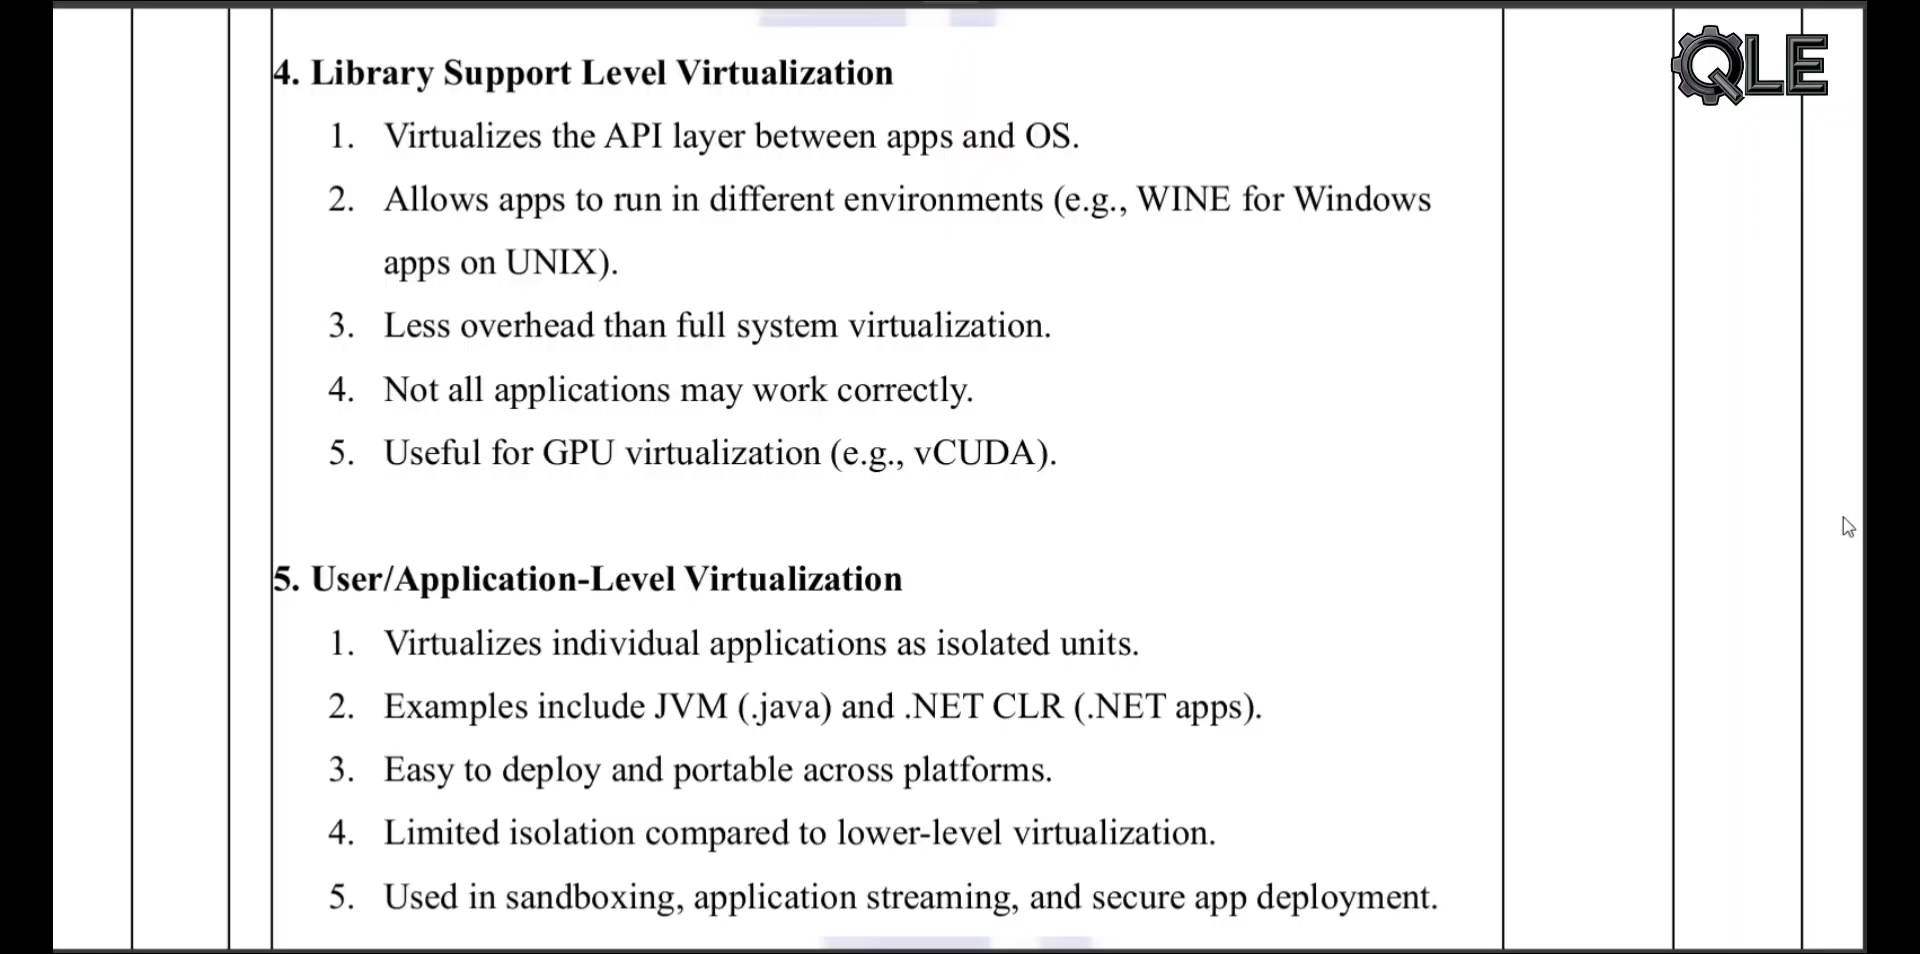 QLE
4. Library Support Level Virtualization
1. Virtualizes the API layer between apps and OS.
2. Allows apps to run in different environments (e.g., WINE for Windows
apps on UNIX).
3. Less overhead than full system virtualization.
4. Not all applications may work correctly.
5. Useful for GPU virtualization (e.g., vCUDA).
5. User/Application-Level Virtualization
1. Virtualizes individual applications as isolated units.
2. Examples include JVM (.java) and .NET CLR (.NET apps).
3. Easy to deploy and portable across platforms.
4. Limited isolation compared to lower-level virtualization.
5. Used in sandboxing, application streaming, and secure app deployment.